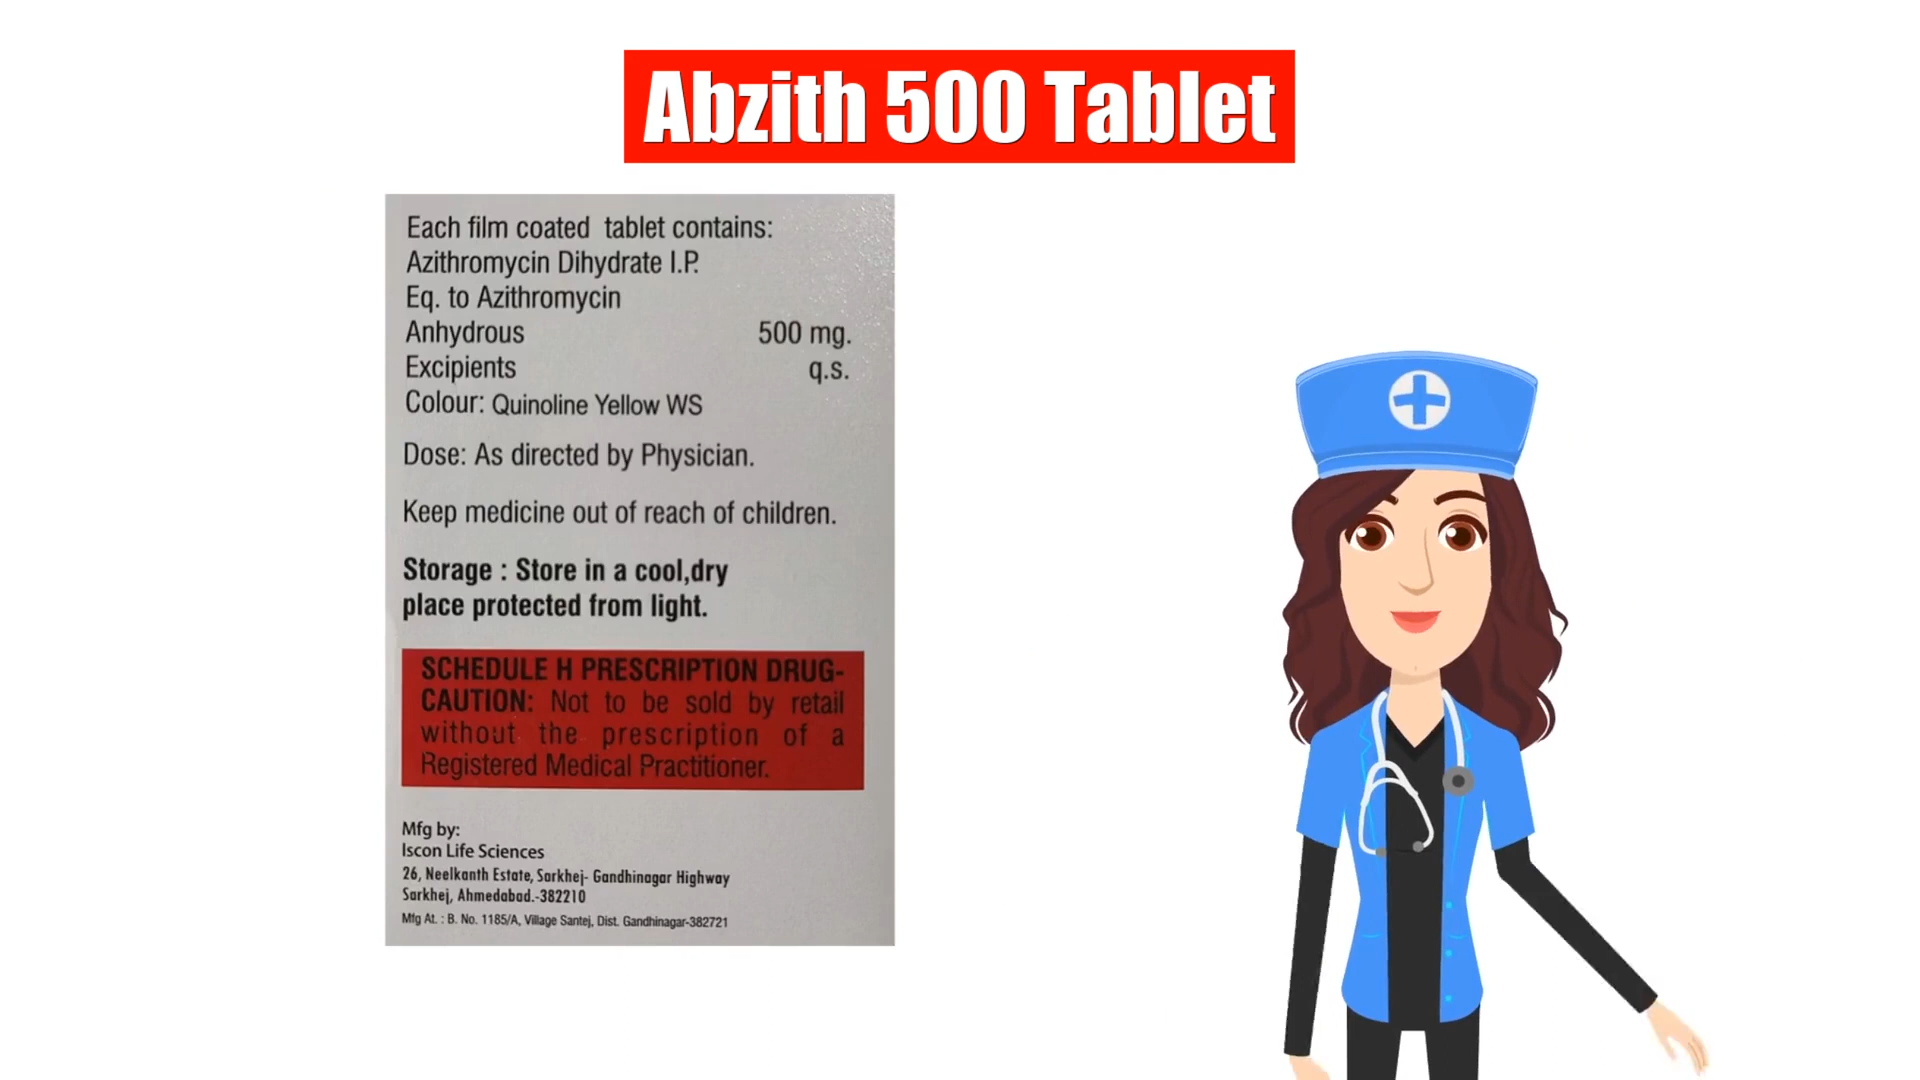 Abzith 500 Tablet
Each film coated tablet contains:
Azithromycin Dihydrate I.P.
Eq. to Azithromycin
Anhydrous 500 mg.
Excipients q.s.
Colour: Quinoline Yellow WS
Dose: As directed by Physician.
Keep medicine out of reach of children.
Storage : Store in a cool,dry
place protected from light.
SCHEDULE H PRESCRIPTION DRUG-
CAUTION: Not to be sold by retail
without the prescription of a
Registered Medical Practitioner.
Mfg by:
Iscon Life Sciences
26, Neelkanth Estate, Sarkhej- Gandhinagar Highway
Sarkhej, Ahmedabad.-382210
Mfg At. : B. No. 1185/A, Village Santej, Dist. Gandhinagar-382721